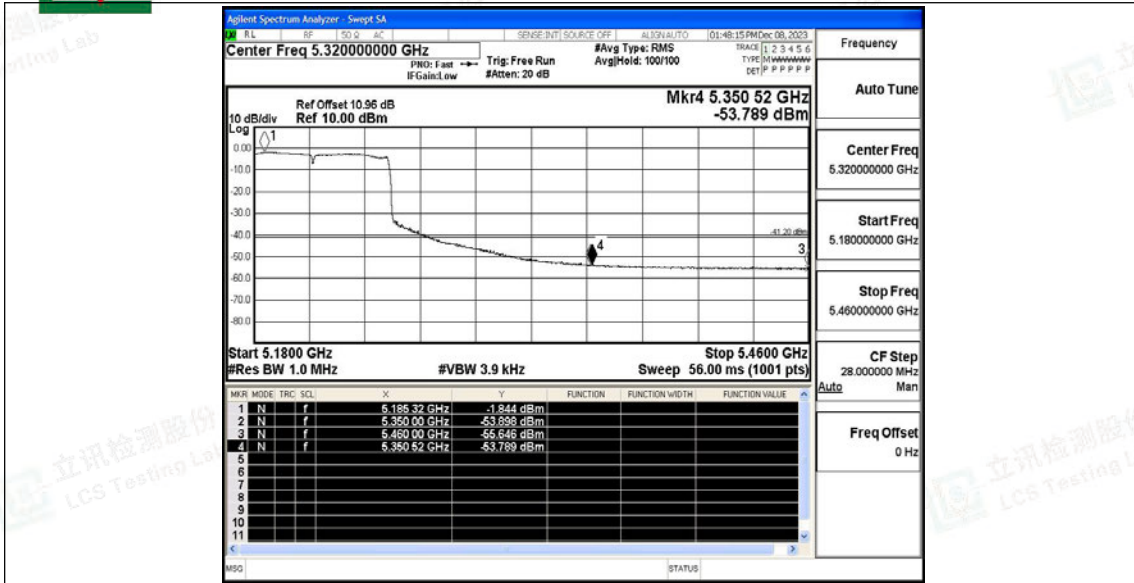 Agilent Spectrum Analyzer - Swept SA
RL RF 50 Ω AC SENSE:INT SOURCE OFF ALIGN AUTO 01:48:15 PM Dec 08, 2023
Center Freq 5.320000000 GHz
PNO: Fast
IFGain:Low
Trig: Free Run
#Atten: 20 dB
#Avg Type: RMS
Avg|Hold: 100/100
TRACE 1 2 3 4 5 6
TYPE MWWWWW
DET P P P P P P
Frequency
Auto Tune
Center Freq
5.320000000 GHz
Start Freq
5.180000000 GHz
Stop Freq
5.460000000 GHz
CF Step
28.000000 MHz
Auto Man
Freq Offset
0 Hz
Mkr4 5.350 52 GHz
-53.789 dBm
Ref Offset 10.96 dB
10 dB/div Ref 10.00 dBm
Log
0.00
-10.0
-20.0
-30.0
-40.0
-50.0
-60.0
-70.0
-80.0
1
4
3
-41.20 dBm
Start 5.1800 GHz Stop 5.4600 GHz
#Res BW 1.0 MHz #VBW 3.9 kHz Sweep 56.00 ms (1001 pts)
MKR MODE TRC SCL X Y FUNCTION FUNCTION WIDTH FUNCTION VALUE
1 N f 5.185 32 GHz -1.844 dBm
2 N f 5.350 00 GHz -53.898 dBm
3 N f 5.460 00 GHz -55.646 dBm
4 N f 5.350 52 GHz -53.789 dBm
5
6
7
8
9
10
11
MSG STATUS
立讯检测股份
LCS Testing Lab
立讯检测股份
LCS Testing L